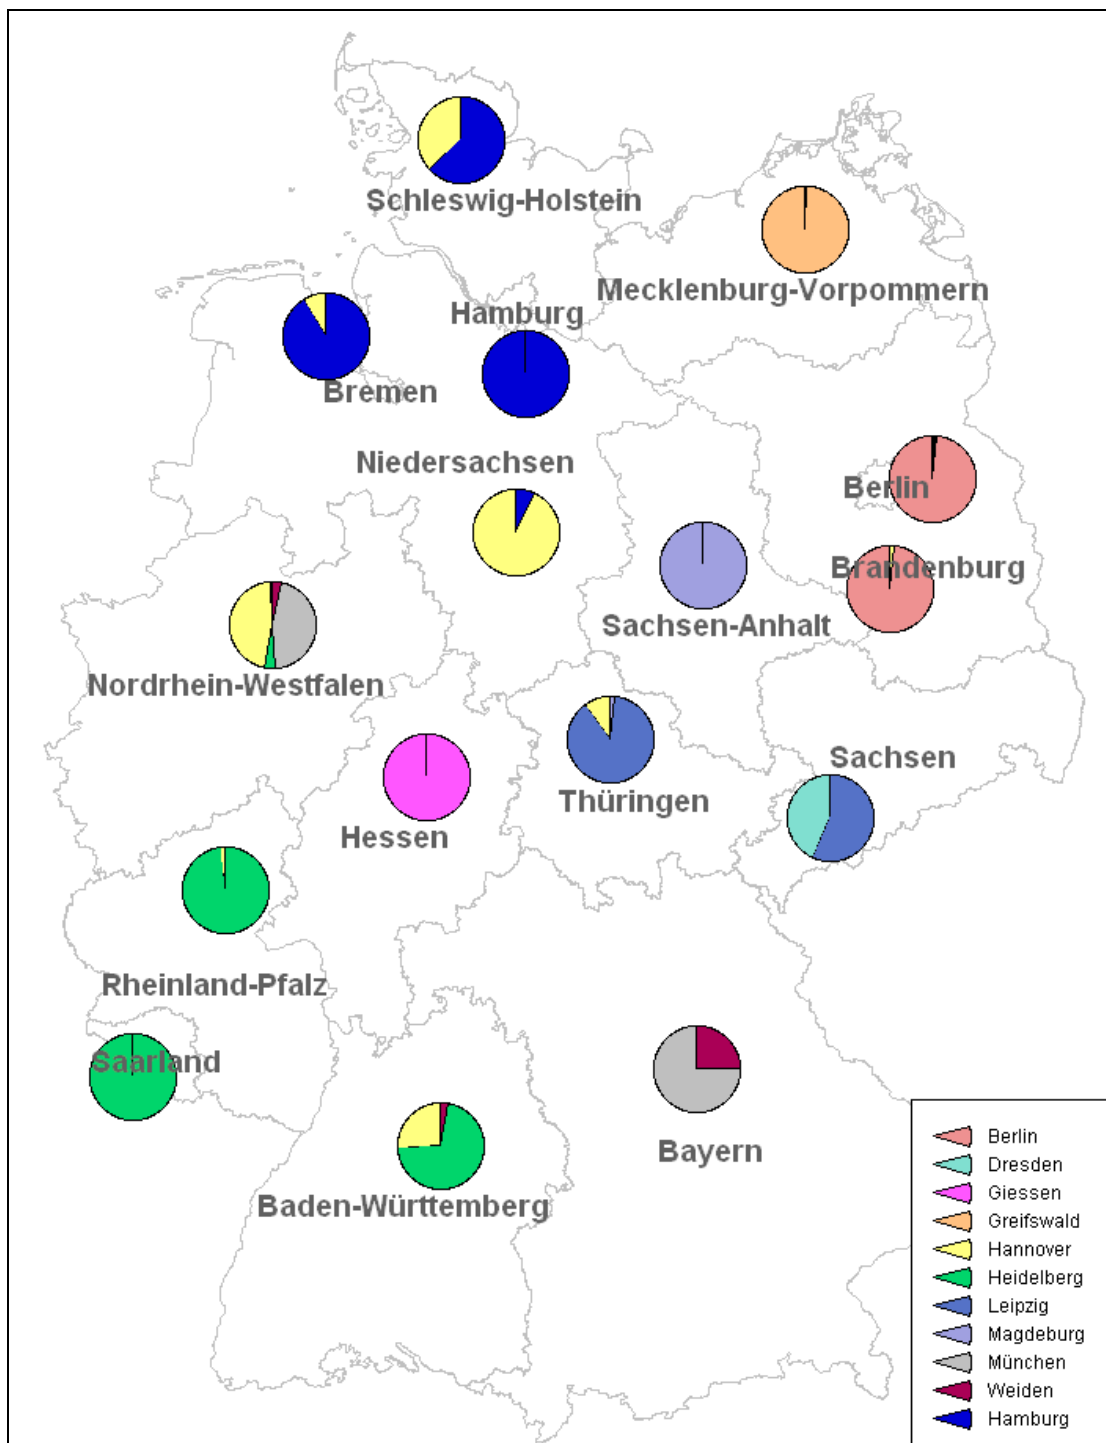 Schleswig-Holstein
Mecklenburg-Vorpommern
Hamburg
Bremen
Niedersachsen
Berlin
Brandenburg
Sachsen-Anhalt
Nordrhein-Westfalen
Sachsen
Thüringen
Hessen
Rheinland-Pfalz
Saarland
Bayern
Baden-Württemberg
Berlin
Dresden
Giessen
Greifswald
Hannover
Heidelberg
Leipzig
Magdeburg
München
Weiden
Hamburg